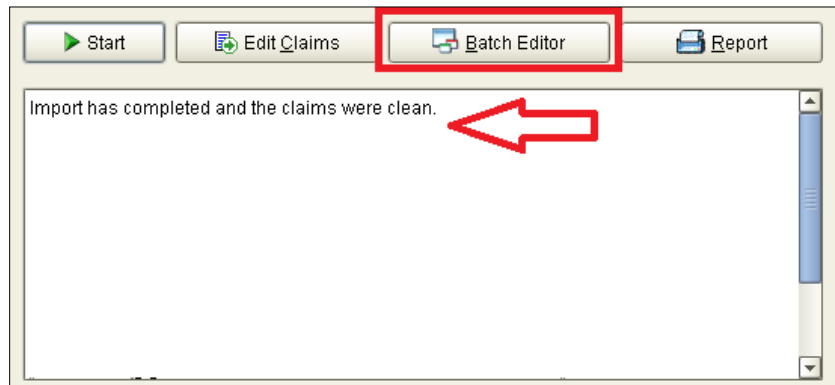 Start Edit Claims Batch Editor Report
Import has completed and the claims were clean.